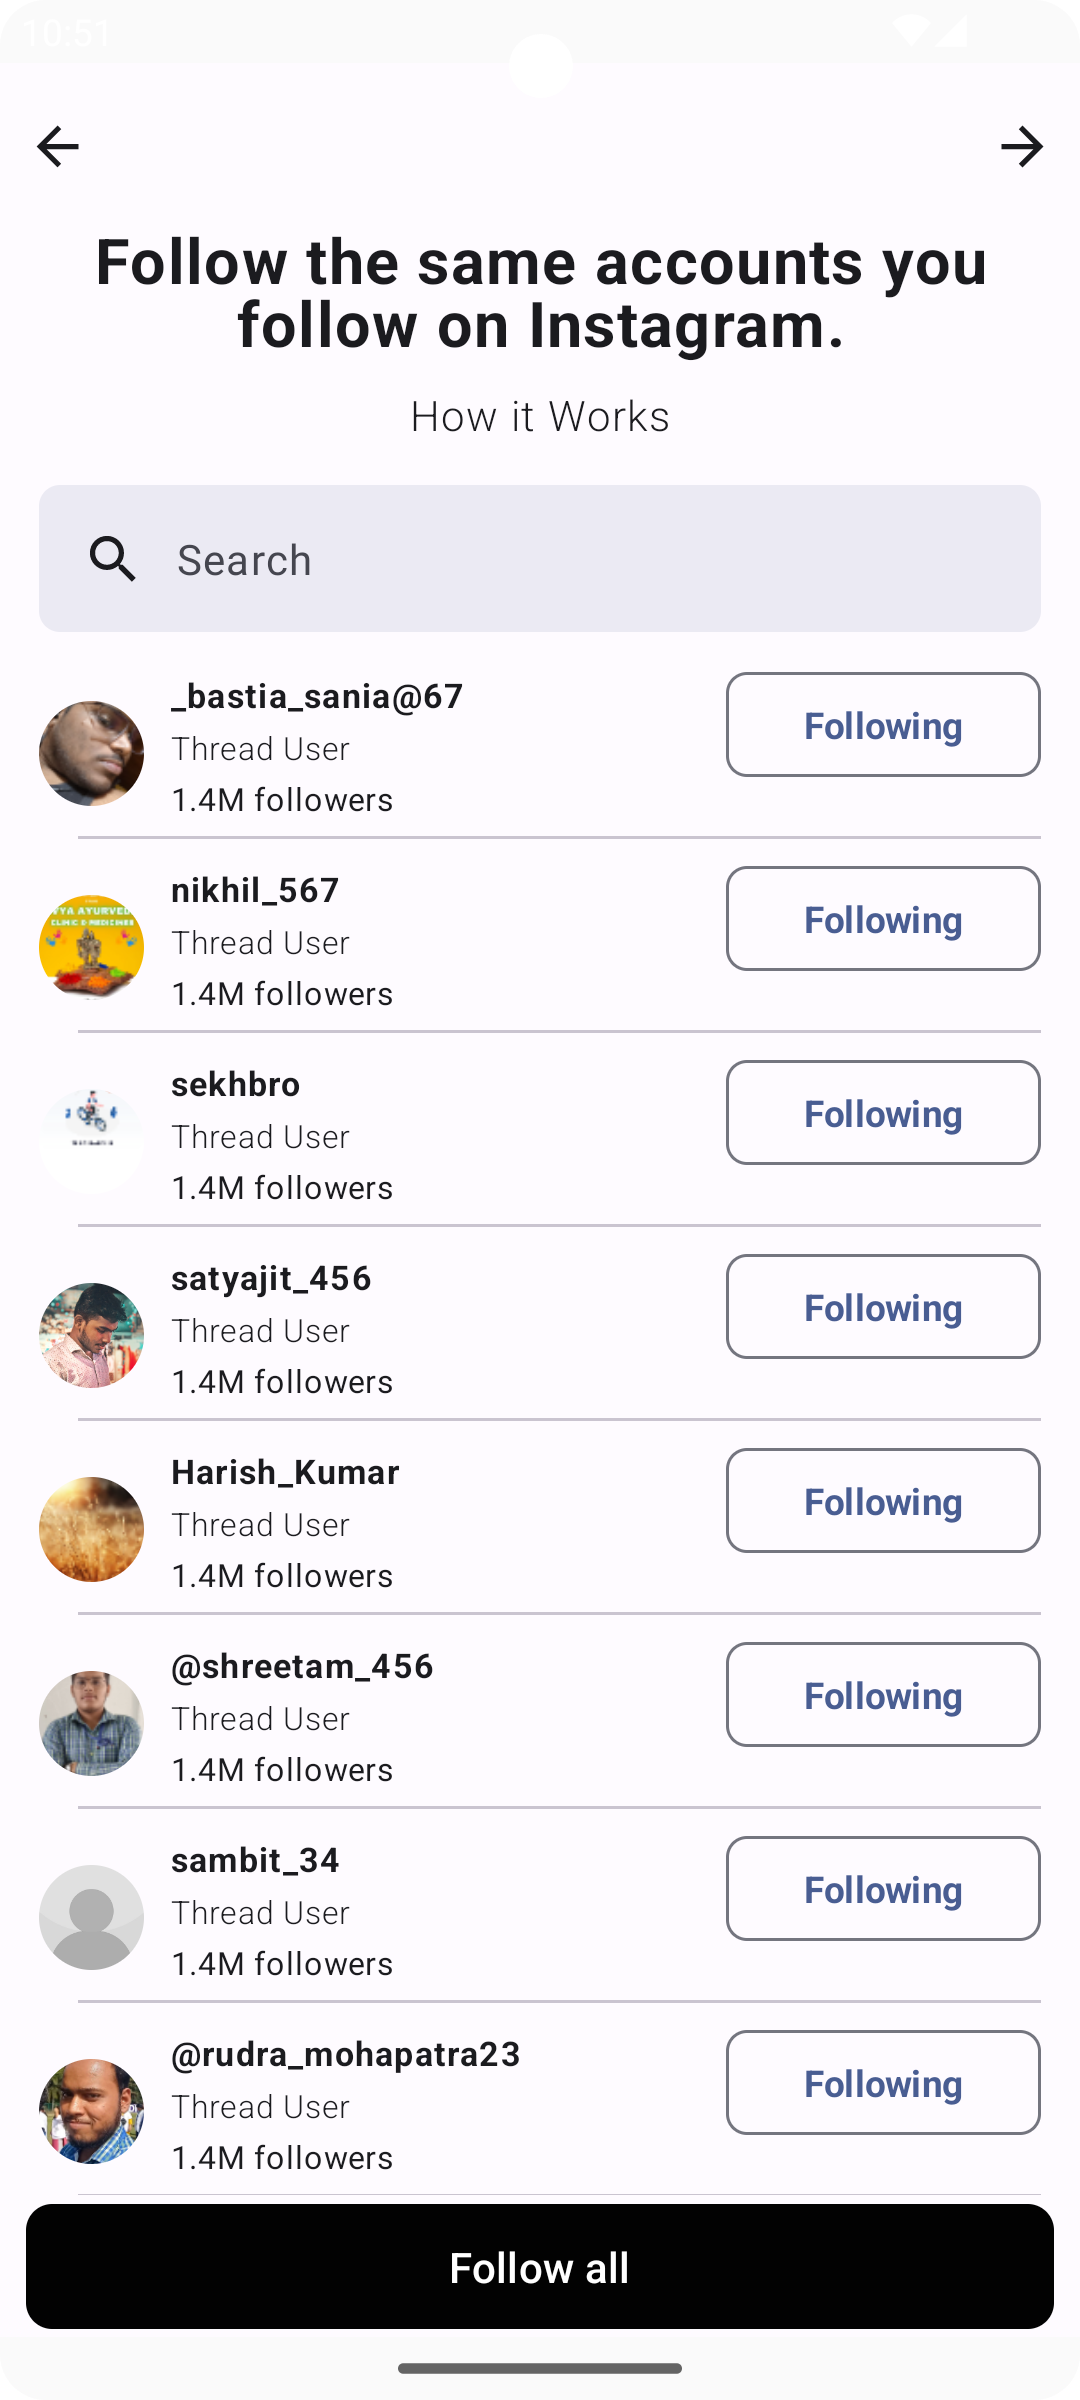 10:51
Follow the same accounts you
follow on Instagram.
How it Works
Search
_bastia_sania@67
Following
Thread User
1.4M followers
nikhil_567
Following
Thread User
1.4M followers
sekhbro
Following
Thread User
1.4M followers
satyajit_456
Following
Thread User
1.4M followers
Harish_Kumar
Following
Thread User
1.4M followers
@shreetam_456
Following
Thread User
1.4M followers
sambit_34
Following
Thread User
1.4M followers
@rudra_mohapatra23
Following
Thread User
1.4M followers
Follow all